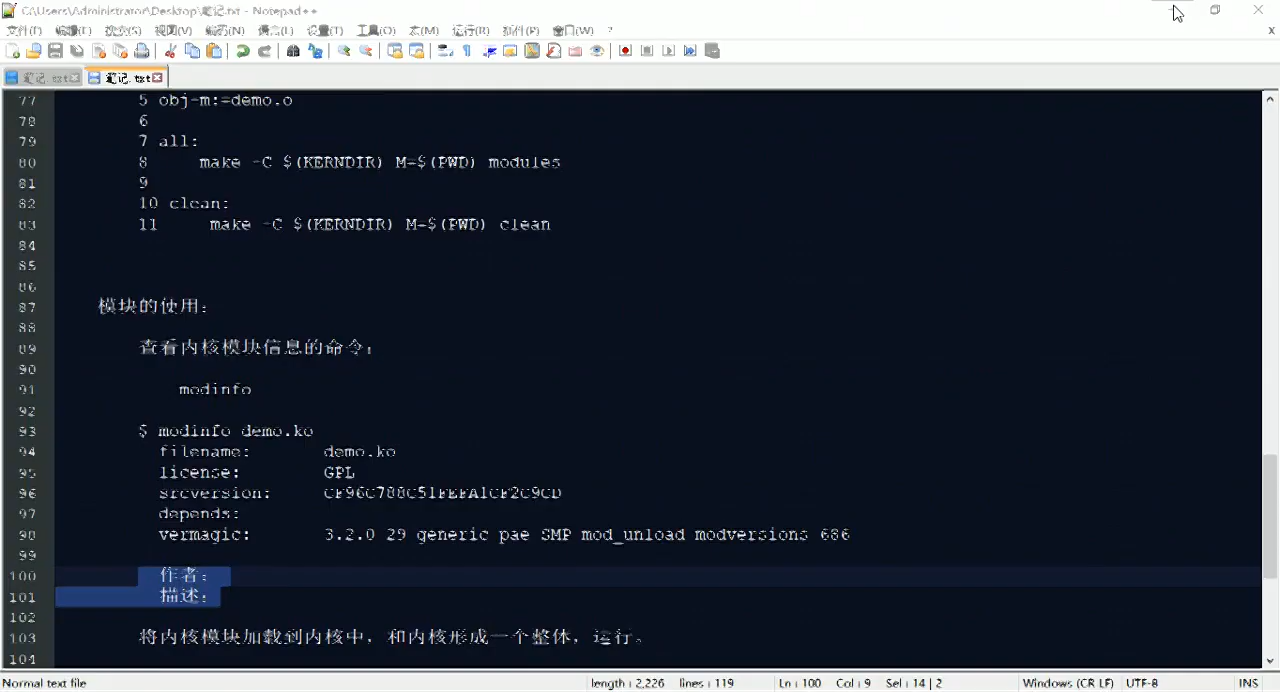 C:\Users\Administrator\Desktop\笔记.txt - Notepad++
文件(F) 编辑(E) 搜索(S) 视图(V) 编码(N) 语言(L) 设置(T) 工具(O) 宏(M) 运行(R) 插件(P) 窗口(W) ? X
笔记.txt 笔记.txt
77 5 obj-m:=demo.o
78 6
79 7 all:
80 8 make -C $(KERNDIR) M=$(PWD) modules
81 9
82 10 clean:
83 11 make -C $(KERNDIR) M=$(PWD) clean
84
85
86
87 模块的使用:
88
89 查看内核模块信息的命令:
90
91 modinfo
92
93 $ modinfo demo.ko
94 filename: demo.ko
95 license: GPL
96 srcversion:
97 depends:
98 vermagic: 3.2.0-29-generic-pae SMP mod_unload modversions 686
99
100 作者:
101 描述:
102
103 将内核模块加载到内核中，和内核形成一个整体，运行。
104
Normal text file length : 2,226 lines : 119 Ln : 100 Col : 9 Sel : 14 | 2 Windows (CR LF) UTF-8 INS